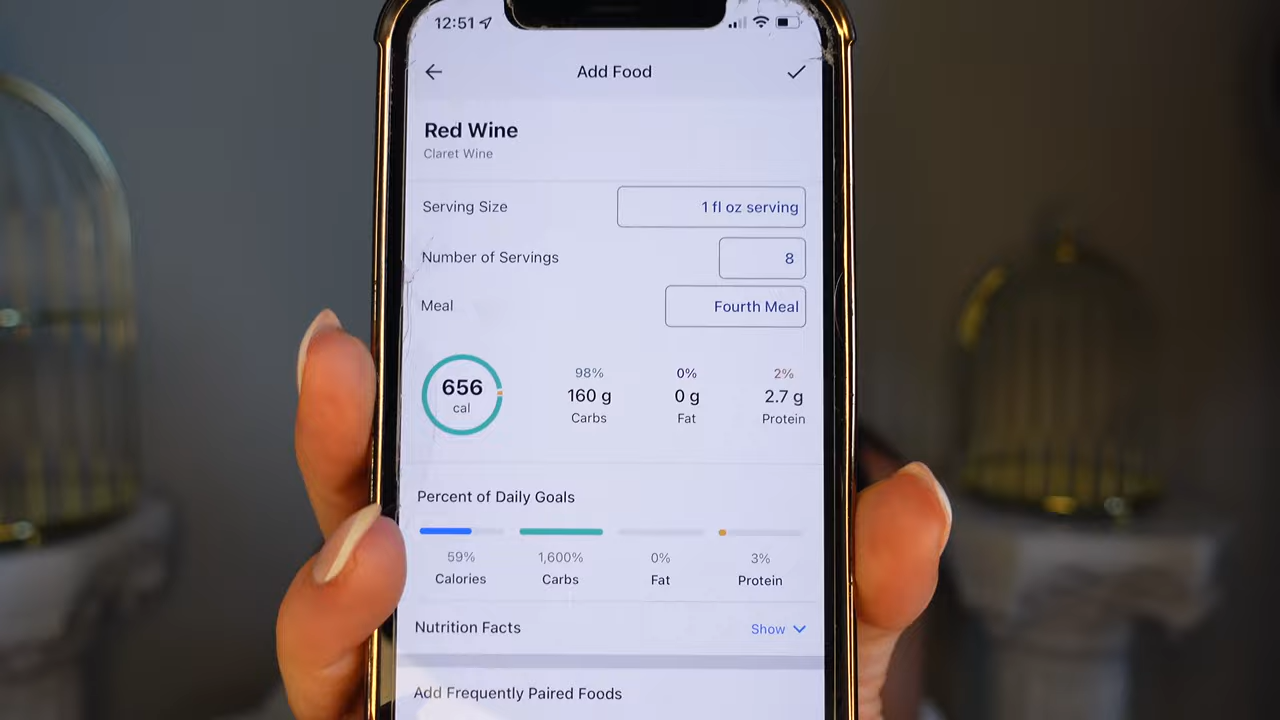 12:51
Add Food
Red Wine
Claret Wine
Serving Size 1 fl oz serving
Number of Servings 8
Meal Fourth Meal
98% 0% 2%
656 160 g 0 g 2.7 g
cal Carbs Fat Protein
Percent of Daily Goals
59% 1,600% 0% 3%
Calories Carbs Fat Protein
Nutrition Facts Show
Add Frequently Paired Foods